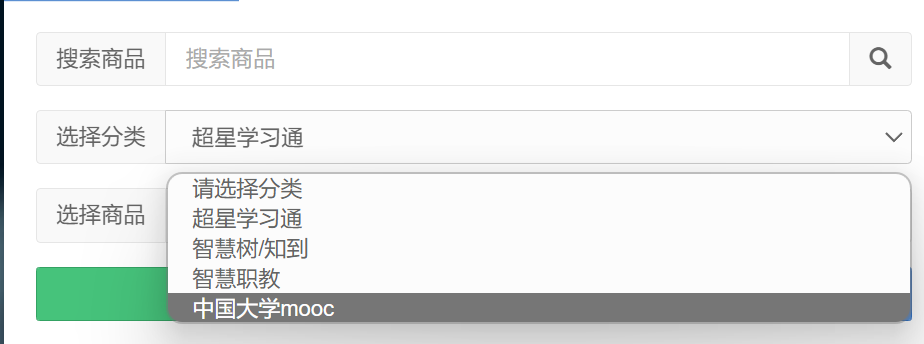 搜索商品 搜索商品
选择分类 超星学习通
请选择分类
选择商品
超星学习通
智慧树/知到
智慧职教
中国大学mooc